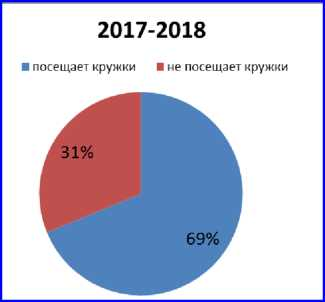 2017-2018
посещает кружки не посещает кружки
31%
69%